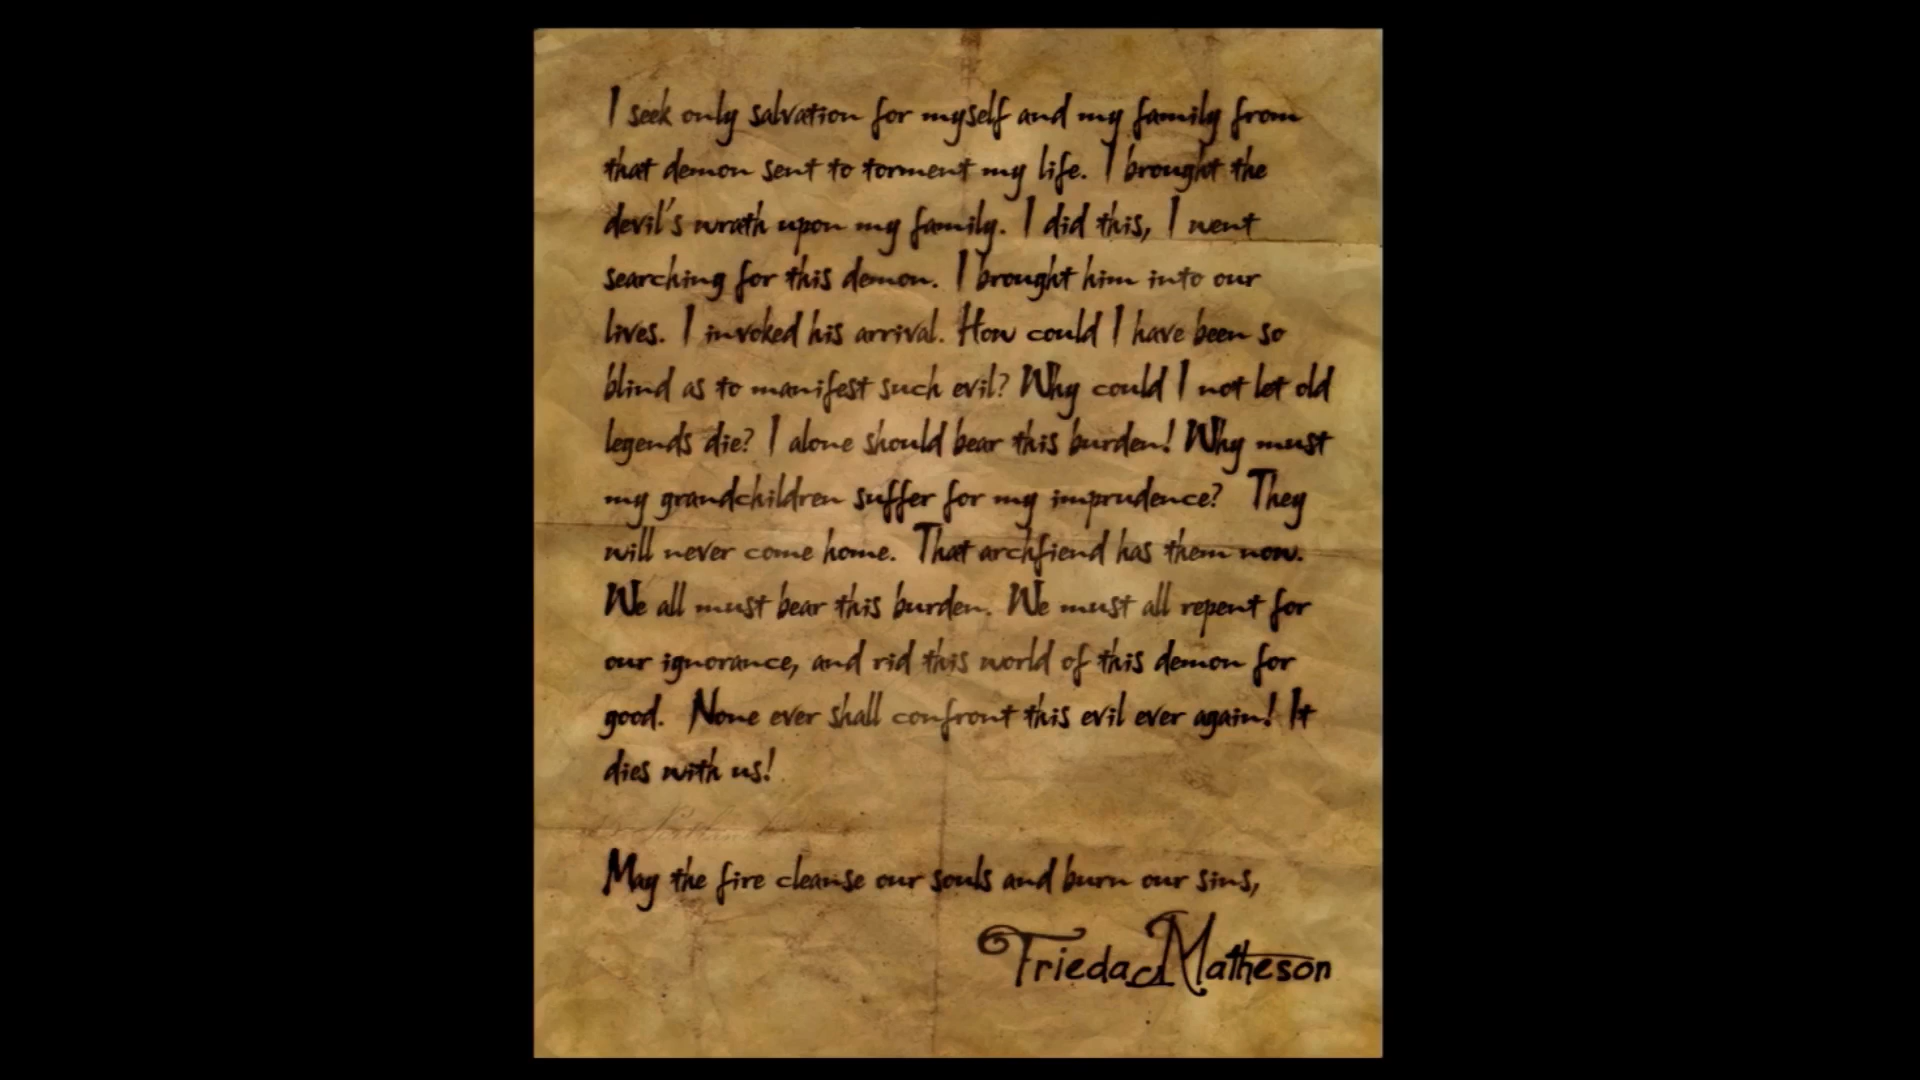 I seek only salvation for myself and my family from
that demon sent to torment my life. I brought the
devil's wrath upon my family. I did this, I went
searching for this demon. I brought him into our
lives. I invoked his arrival. How could I have been so
blind as to manifest such evil? Why could I not let old
legends die? I alone should bear this burden! Why must
my grandchildren suffer for my imprudence? They
will never come home. That archfiend has them now.
We all must bear this burden. We must all repent for
our ignorance, and rid this world of this demon for
good. None ever shall confront this evil ever again! It
dies with us!
May the fire cleanse our souls and burn our sins,
Frieda Matheson